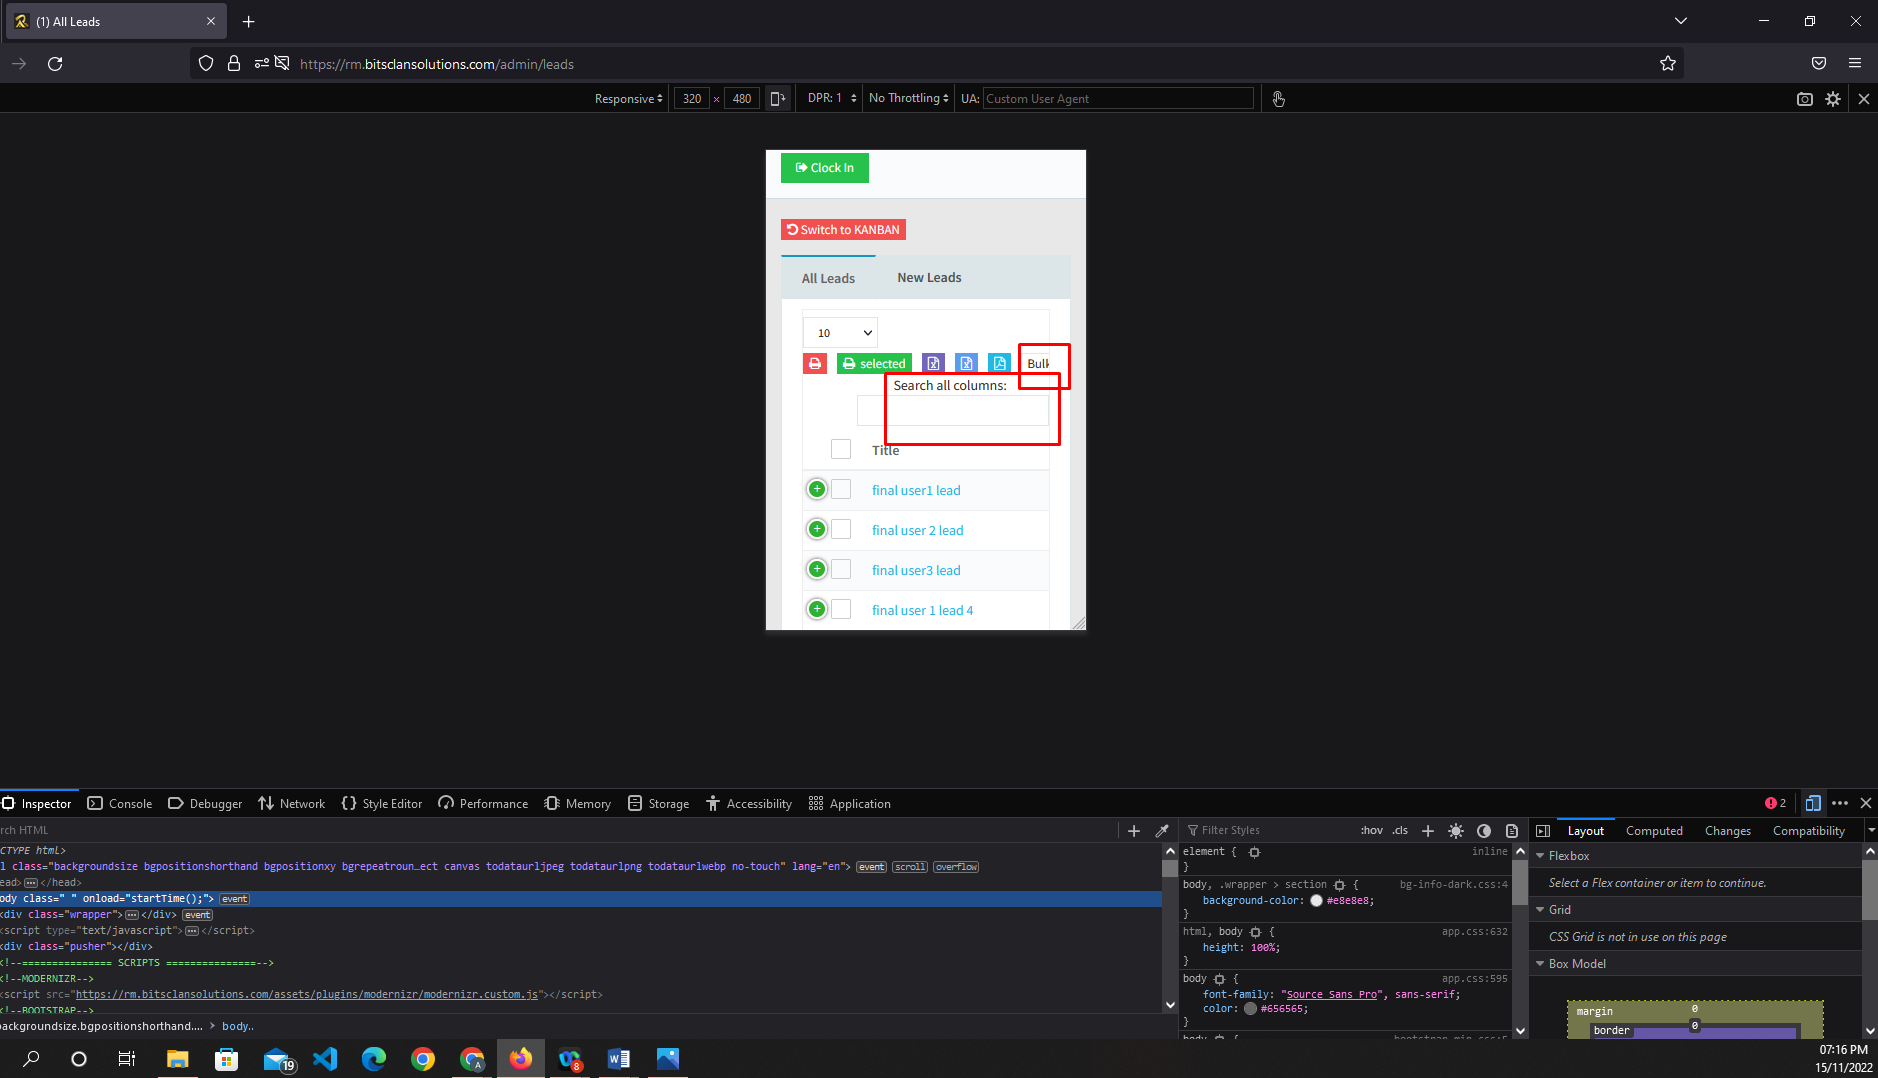 (1) All Leads
https://rm.bitsclansolutions.com/admin/leads
Responsive 320 × 480 DPR: 1 No Throttling UA: Custom User Agent
Clock In
Switch to KANBAN
All Leads New Leads
10
selected Bulk
Search all columns:
Title
final user1 lead
final user 2 lead
final user3 lead
final user 1 lead 4
Inspector Console Debugger Network Style Editor Performance Memory Storage Accessibility Application 2
rch HTML
CTYPE html>
l class="backgroundsize bgpositionshorthand bgpositionxy bgrepeatroun…ect canvas todataurljpeg todataurlpng todataurlwebp no-touch" lang="en"> event scroll overflow
ead></head>
ody class=" " onload="startTime();"> event
<div class="wrapper"></div> event
<script type="text/javascript"></script>
<div class="pusher"></div>
<!--=============== SCRIPTS ===============-->
<!--MODERNIZR-->
<script src="https://rm.bitsclansolutions.com/assets/plugins/modernizr/modernizr.custom.js"></script>
<!--BOOTSTRAP-->
backgroundsize.bgpositionshorthand.... > body..
Filter Styles :hov .cls
element { inline
}
body, .wrapper > section { bg-info-dark.css:4
background-color: #e8e8e8;
}
html, body { app.css:632
height: 100%;
}
body { app.css:595
font-family: "Source Sans Pro", sans-serif;
color: #656565;
}
body { bootstrap.min.css:5
Layout Computed Changes Compatibility
Flexbox
Select a Flex container or item to continue.
Grid
CSS Grid is not in use on this page
Box Model
margin 0
border 0
19
A
8
07:16 PM
15/11/2022